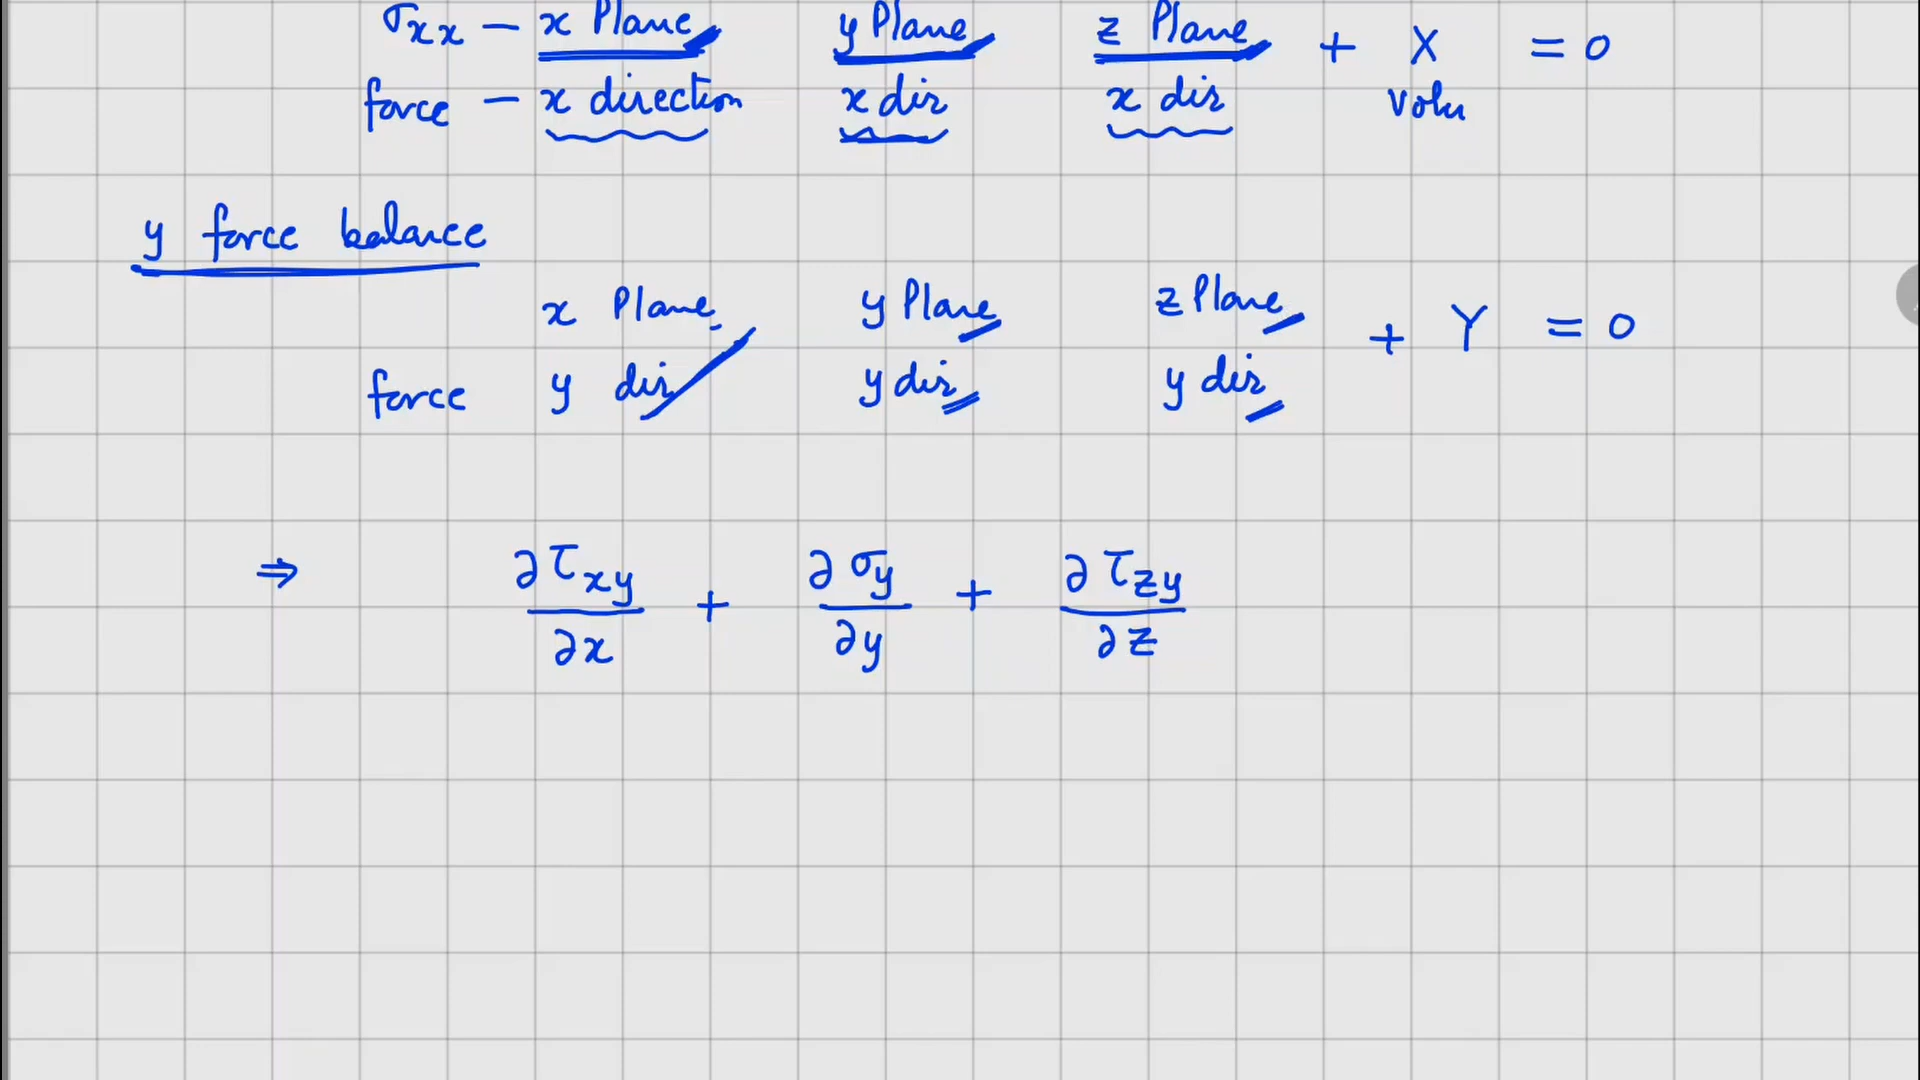 σxx – x Plane y Plane z Plane + X = 0
force – x direction x dir x dir Volu
y force balance
x Plane y Plane z Plane + Y = 0
force y dir y dir y dir
⇒ ∂τxy/∂x + ∂σy/∂y + ∂τzy/∂z